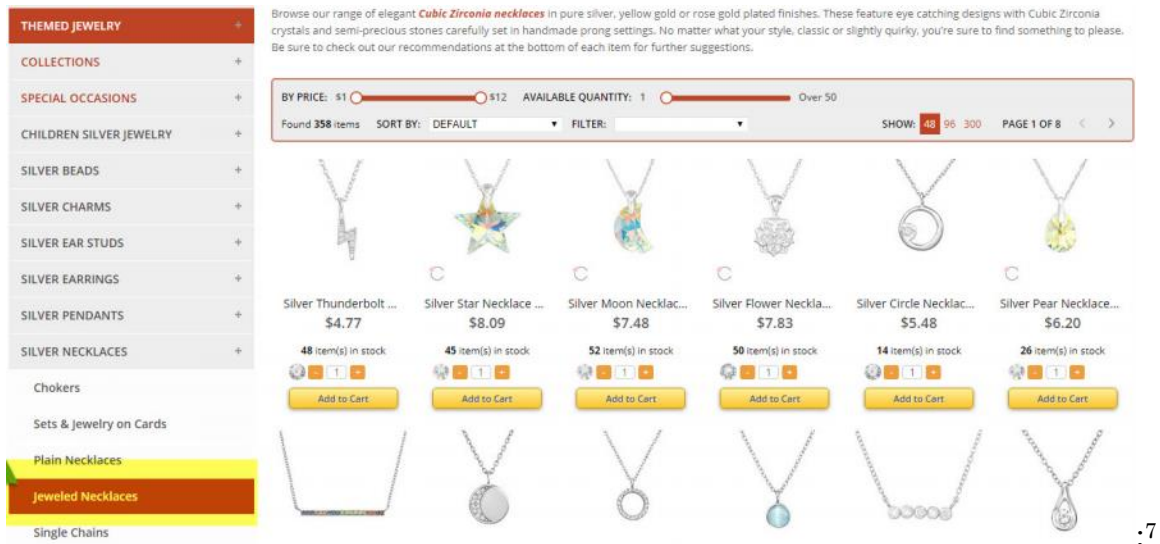 THEMED JEWELRY +
COLLECTIONS +
SPECIAL OCCASIONS +
CHILDREN SILVER JEWELRY +
SILVER BEADS +
SILVER CHARMS +
SILVER EAR STUDS +
SILVER EARRINGS +
SILVER PENDANTS +
SILVER NECKLACES +
Chokers
Sets & Jewelry on Cards
Plain Necklaces
Jeweled Necklaces
Single Chains
Browse our range of elegant Cubic Zirconia necklaces in pure silver, yellow gold or rose gold plated finishes. These feature eye catching designs with Cubic Zirconia
crystals and semi-precious stones carefully set in handmade prong settings. No matter what your style, classic or slightly quirky, you're sure to find something to please.
Be sure to check out our recommendations at the bottom of each item for further suggestions.
BY PRICE: $1 $12 AVAILABLE QUANTITY: 1 Over 50
Found 358 items SORT BY: DEFAULT FILTER: SHOW: 48 96 300 PAGE 1 OF 8 < >
Silver Thunderbolt ... Silver Star Necklace ... Silver Moon Necklac... Silver Flower Neckla... Silver Circle Necklac... Silver Pear Necklace...
$4.77 $8.09 $7.48 $7.83 $5.48 $6.20
48 item(s) in stock 45 item(s) in stock 52 item(s) in stock 50 item(s) in stock 14 item(s) in stock 26 item(s) in stock
- 1 + - 1 + - 1 + - 1 + - 1 + - 1 +
Add to Cart Add to Cart Add to Cart Add to Cart Add to Cart Add to Cart
:7